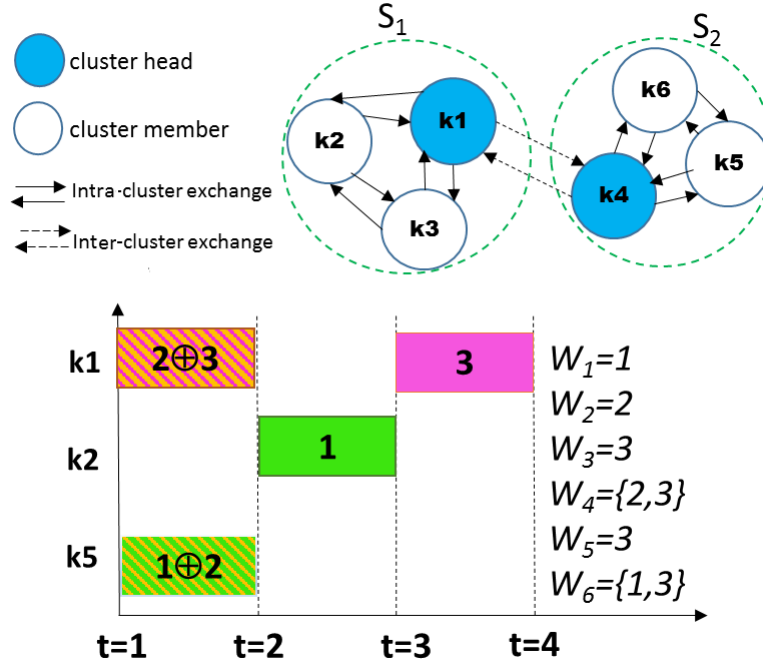 S1
S2
cluster head
cluster member
Intra-cluster exchange
Inter-cluster exchange
k1
k2
k3
k6
k5
k4
k1
2⊕3
3
k2
1
k5
1⊕2
t=1
t=2
t=3
t=4
W1=1
W2=2
W3=3
W4={2,3}
W5=3
W6={1,3}